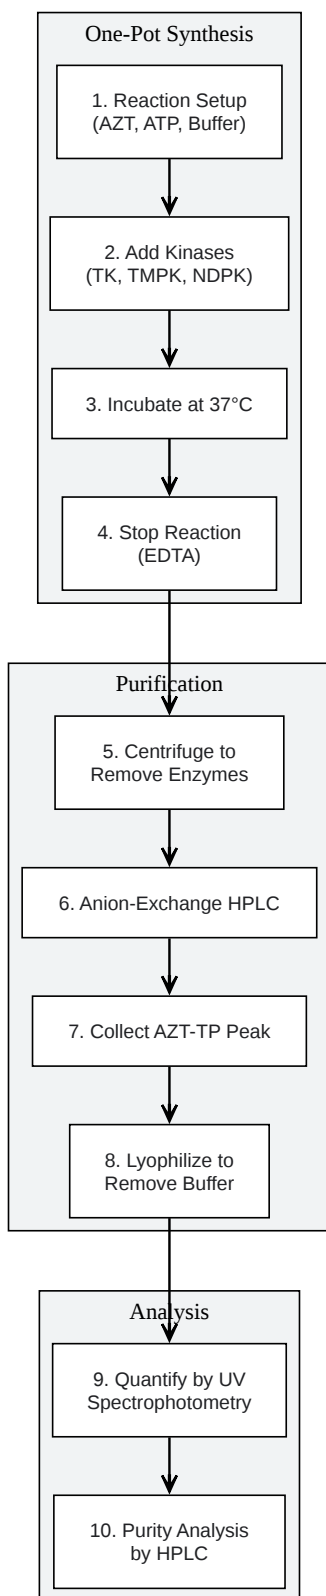 One-Pot Synthesis
1. Reaction Setup
(AZT, ATP, Buffer)
2. Add Kinases
(TK, TMPK, NDPK)
3. Incubate at 37°C
4. Stop Reaction
(EDTA)
Purification
5. Centrifuge to
Remove Enzymes
6. Anion-Exchange HPLC
7. Collect AZT-TP Peak
8. Lyophilize to
Remove Buffer
Analysis
9. Quantify by UV
Spectrophotometry
10. Purity Analysis
by HPLC